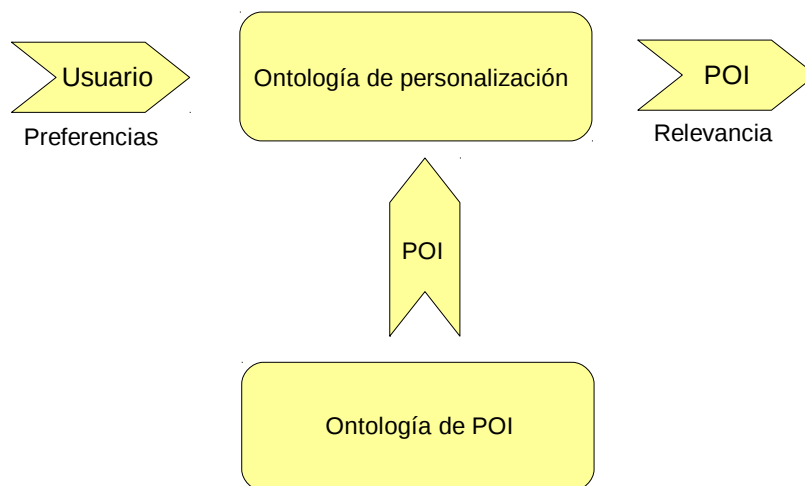 Usuario
Ontología de personalización
POI
Preferencias
Relevancia
POI
Ontología de POI